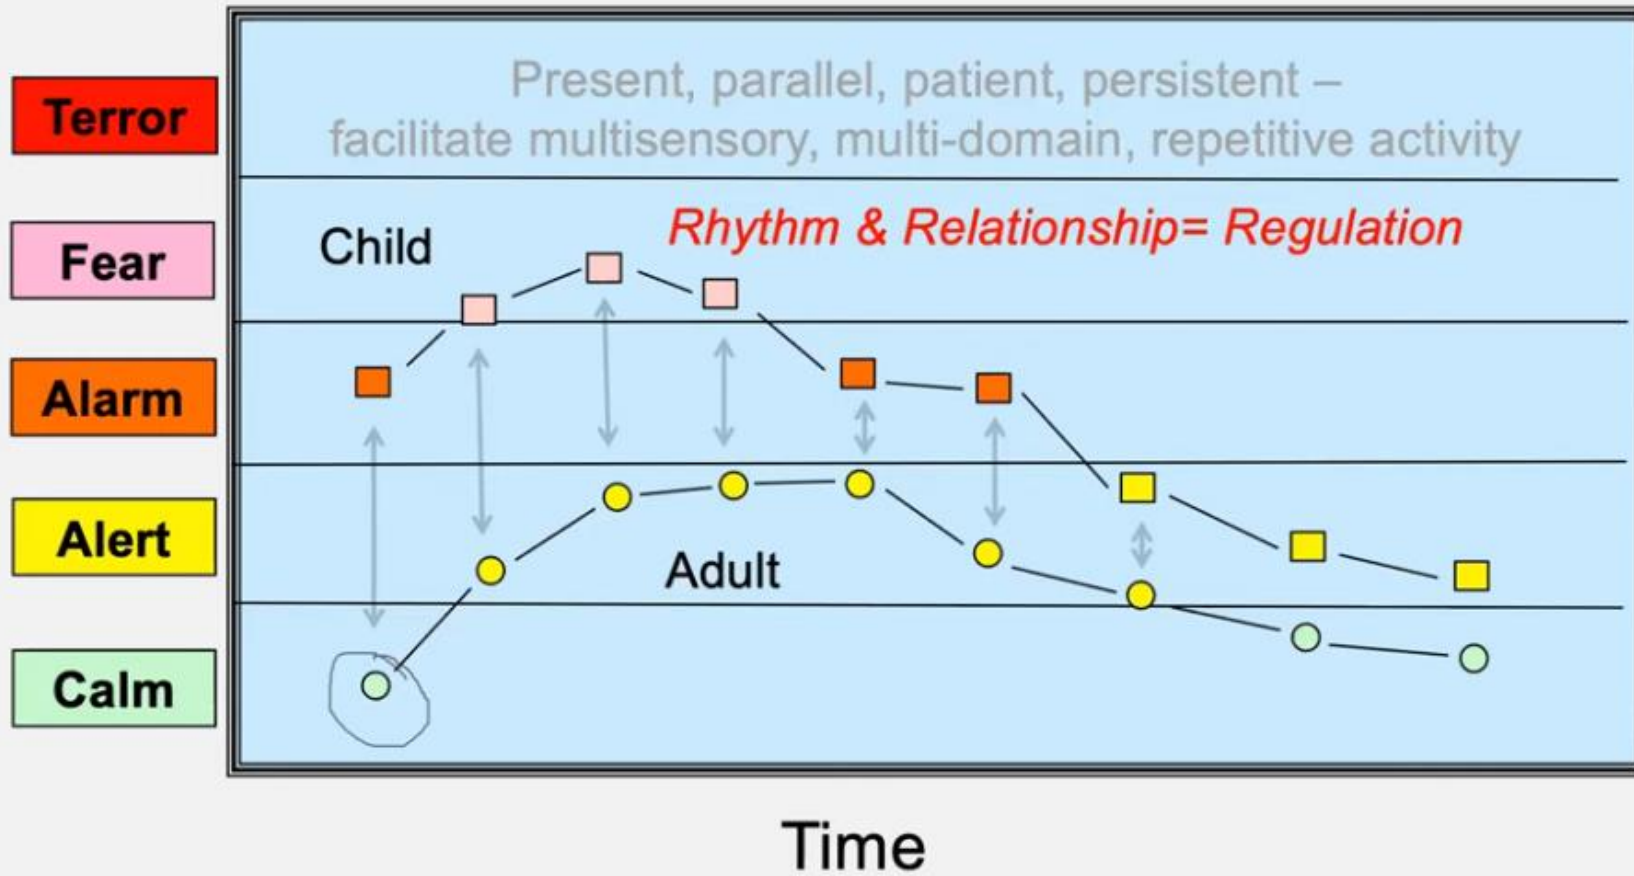 Present, parallel, patient, persistent –
facilitate multisensory, multi-domain, repetitive activity
Terror
Rhythm & Relationship= Regulation
Child
Fear
Alarm
Alert
Adult
Calm
Time